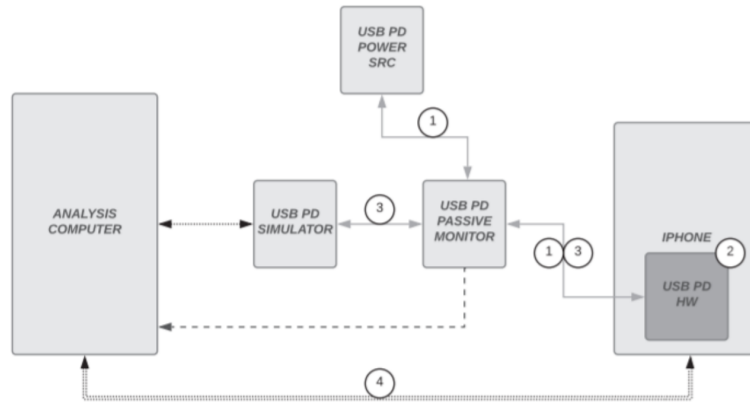 USB PD
POWER
SRC
1
ANALYSIS
COMPUTER
USB PD
SIMULATOR
3
USB PD
PASSIVE
MONITOR
1
3
IPHONE
2
USB PD
HW
4